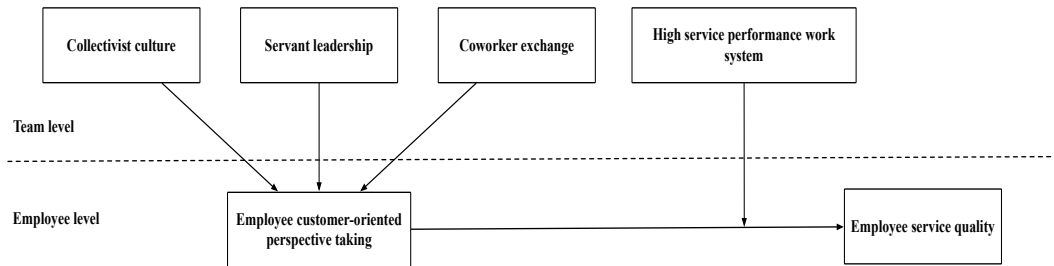 Collectivist culture
Servant leadership
Coworker exchange
High service performance work
system
Team level
Employee level
Employee customer-oriented
perspective taking
Employee service quality